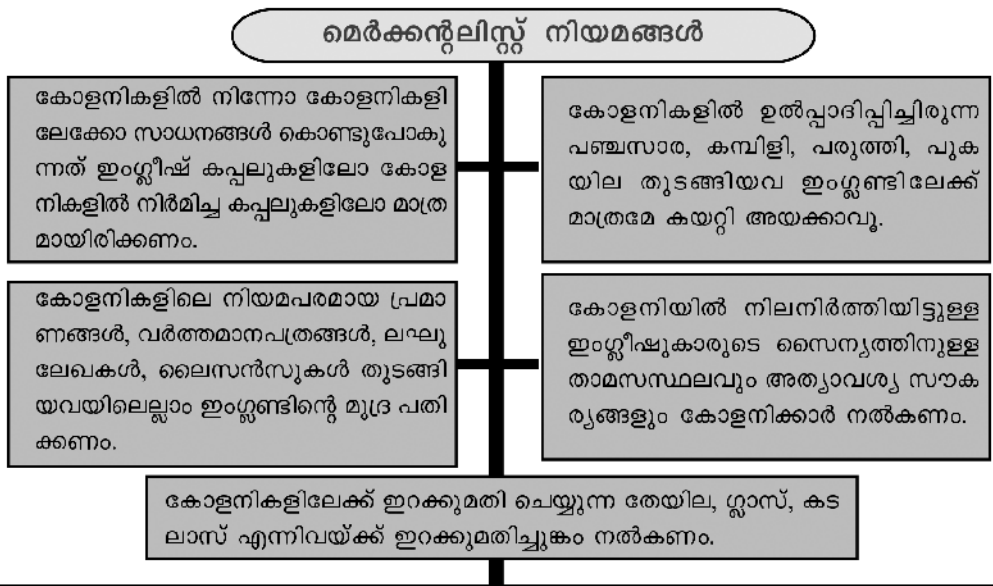 മെർക്കന്റലിസ്റ്റ് നിയമങ്ങൾ
കോളനികളിൽ നിന്നോ കോളനികളി
ലേക്കോ സാധനങ്ങൾ കൊണ്ടുപോകു
ന്നത് ഇംഗ്ലീഷ് കപ്പലുകളിലോ കോള
നികളിൽ നിർമിച്ച കപ്പലുകളിലോ മാത്ര
മായിരിക്കണം.
കോളനികളിൽ ഉൽപ്പാദിപ്പിച്ചിരുന്ന
പഞ്ചസാര, കമ്പിളി, പരുത്തി, പുക
യില തുടങ്ങിയവ ഇംഗ്ലണ്ടിലേക്ക്
മാത്രമേ കയറ്റി അയക്കാവൂ.
കോളനികളിലെ നിയമപരമായ പ്രമാ
ണങ്ങൾ, വർത്തമാനപത്രങ്ങൾ, ലഘു
ലേഖകൾ, ലൈസൻസുകൾ തുടങ്ങി
യവയിലെല്ലാം ഇംഗ്ലണ്ടിന്റെ മുദ്ര പതി
ക്കണം.
കോളനിയിൽ നിലനിർത്തിയിട്ടുള്ള
ഇംഗ്ലീഷുകാരുടെ സൈന്യത്തിനുള്ള
താമസസ്ഥലവും അത്യാവശ്യ സൗക
ര്യങ്ങളും കോളനിക്കാർ നൽകണം.
കോളനികളിലേക്ക് ഇറക്കുമതി ചെയ്യുന്ന തേയില, ഗ്ലാസ്, കട
ലാസ് എന്നിവയ്ക്ക് ഇറക്കുമതിച്ചുങ്കം നൽകണം.